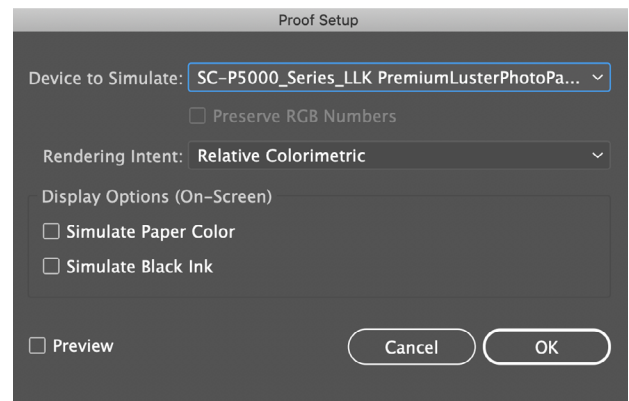 Proof Setup
Device to Simulate: SC-P5000_Series_LLK PremiumLusterPhotoPa...
Preserve RGB Numbers
Rendering Intent: Relative Colorimetric
Display Options (On-Screen)
Simulate Paper Color
Simulate Black Ink
Preview Cancel OK